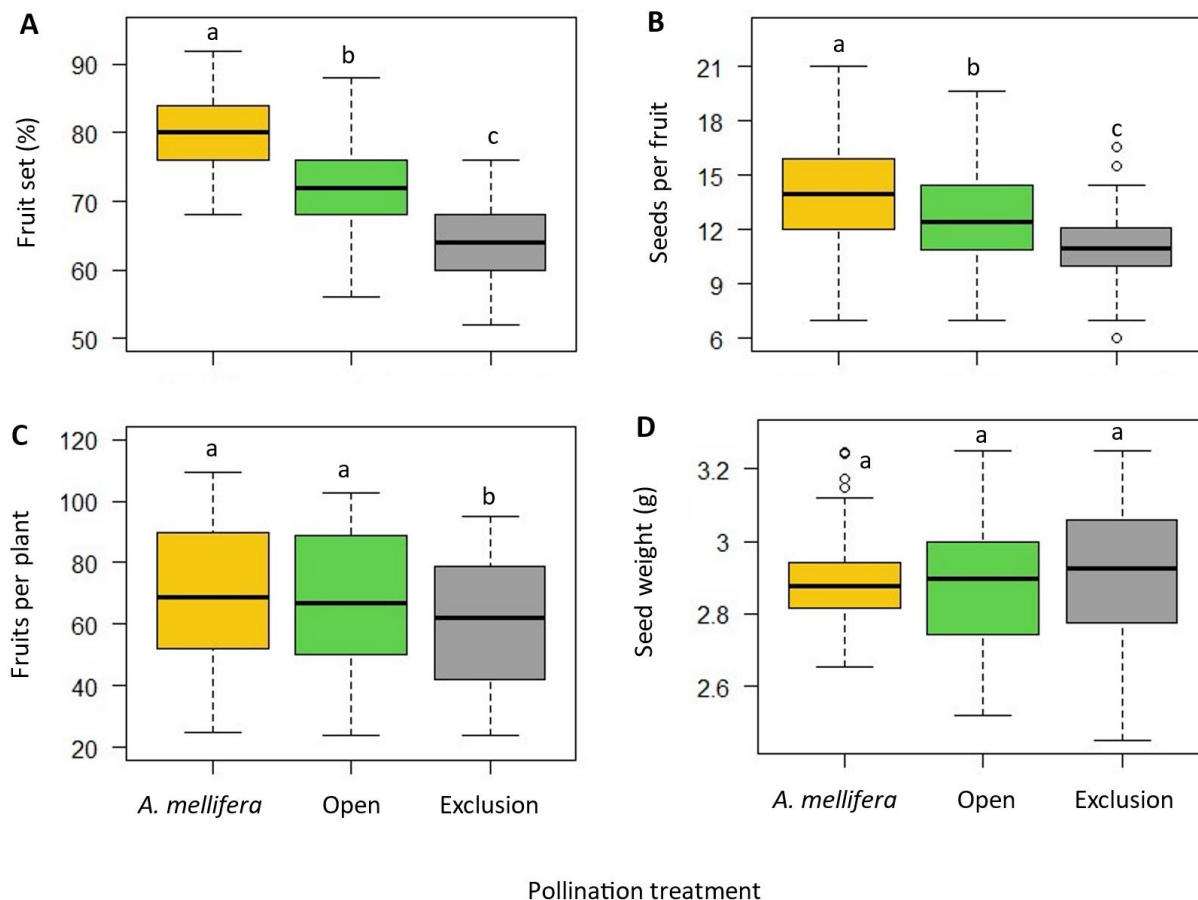 A
Fruit set (%)
90
80
70
60
50
a
b
c
B
Seeds per fruit
21
18
15
12
9
6
a
b
c
C
Fruits per plant
120
100
80
60
40
20
a
a
b
A. mellifera
Open
Exclusion
D
Seed weight (g)
3.2
3
2.8
2.6
a
a
a
A. mellifera
Open
Exclusion
Pollination treatment